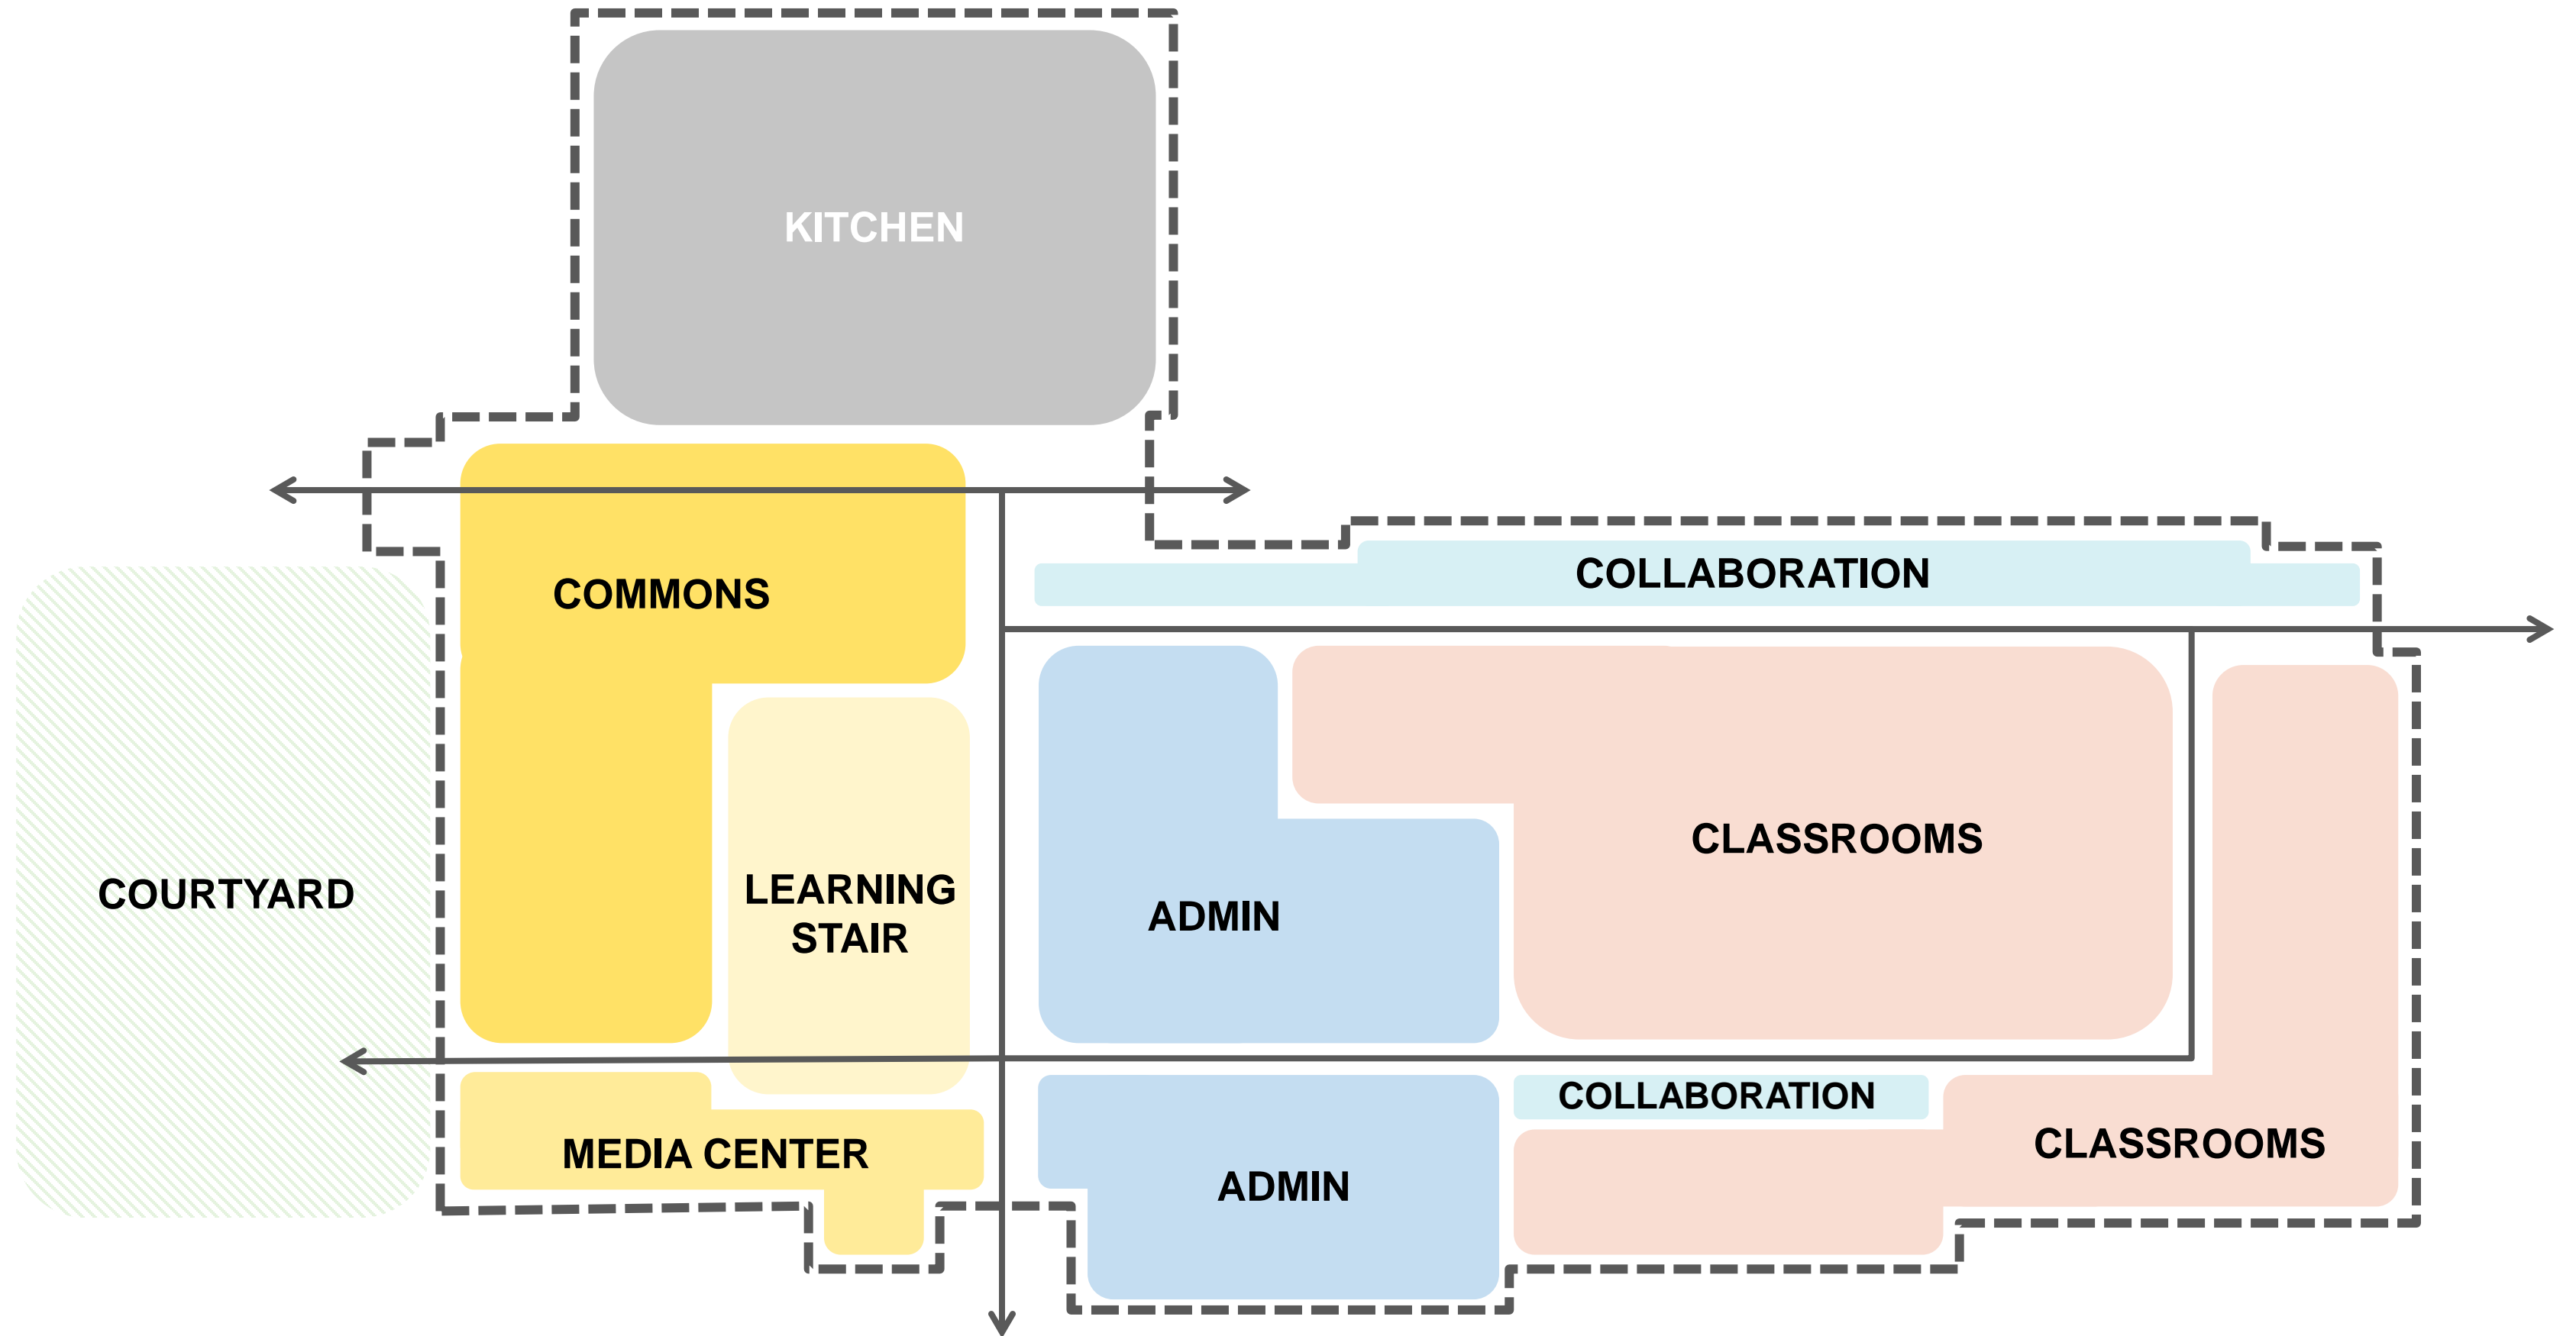 KITCHEN
COMMONS
COLLABORATION
COURTYARD
LEARNING
STAIR
ADMIN
CLASSROOMS
MEDIA CENTER
ADMIN
COLLABORATION
CLASSROOMS